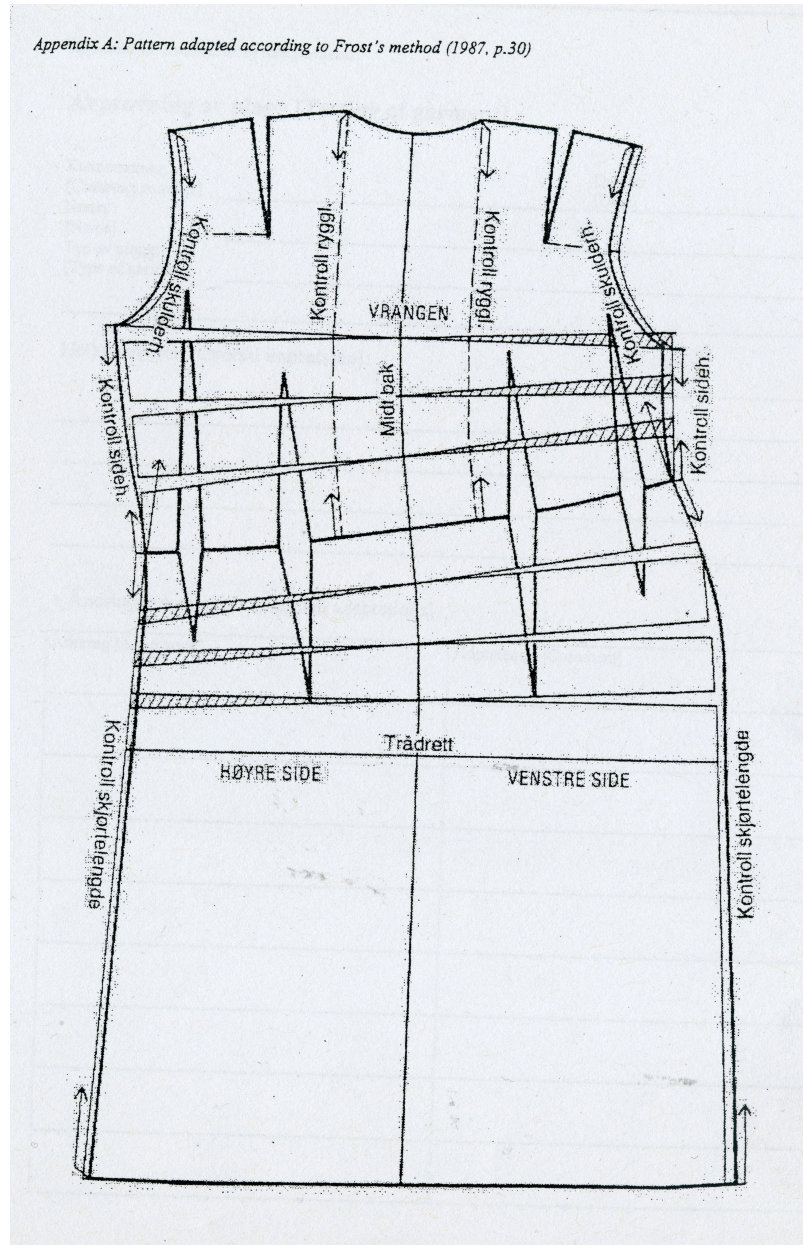 Appendix A: Pattern adapted according to Frost's method (1987, p.30)
Kontroll skuldern.
Kontroll ryggl.
Kontroll ryggl.
Kontroll skuldern.
VRANGEN
Midt bak
Kontroll sideh.
Kontroll sideh.
Trådrett
HØYRE SIDE
VENSTRE SIDE
Kontroll skjørtelengde
Kontroll skjørtelengde